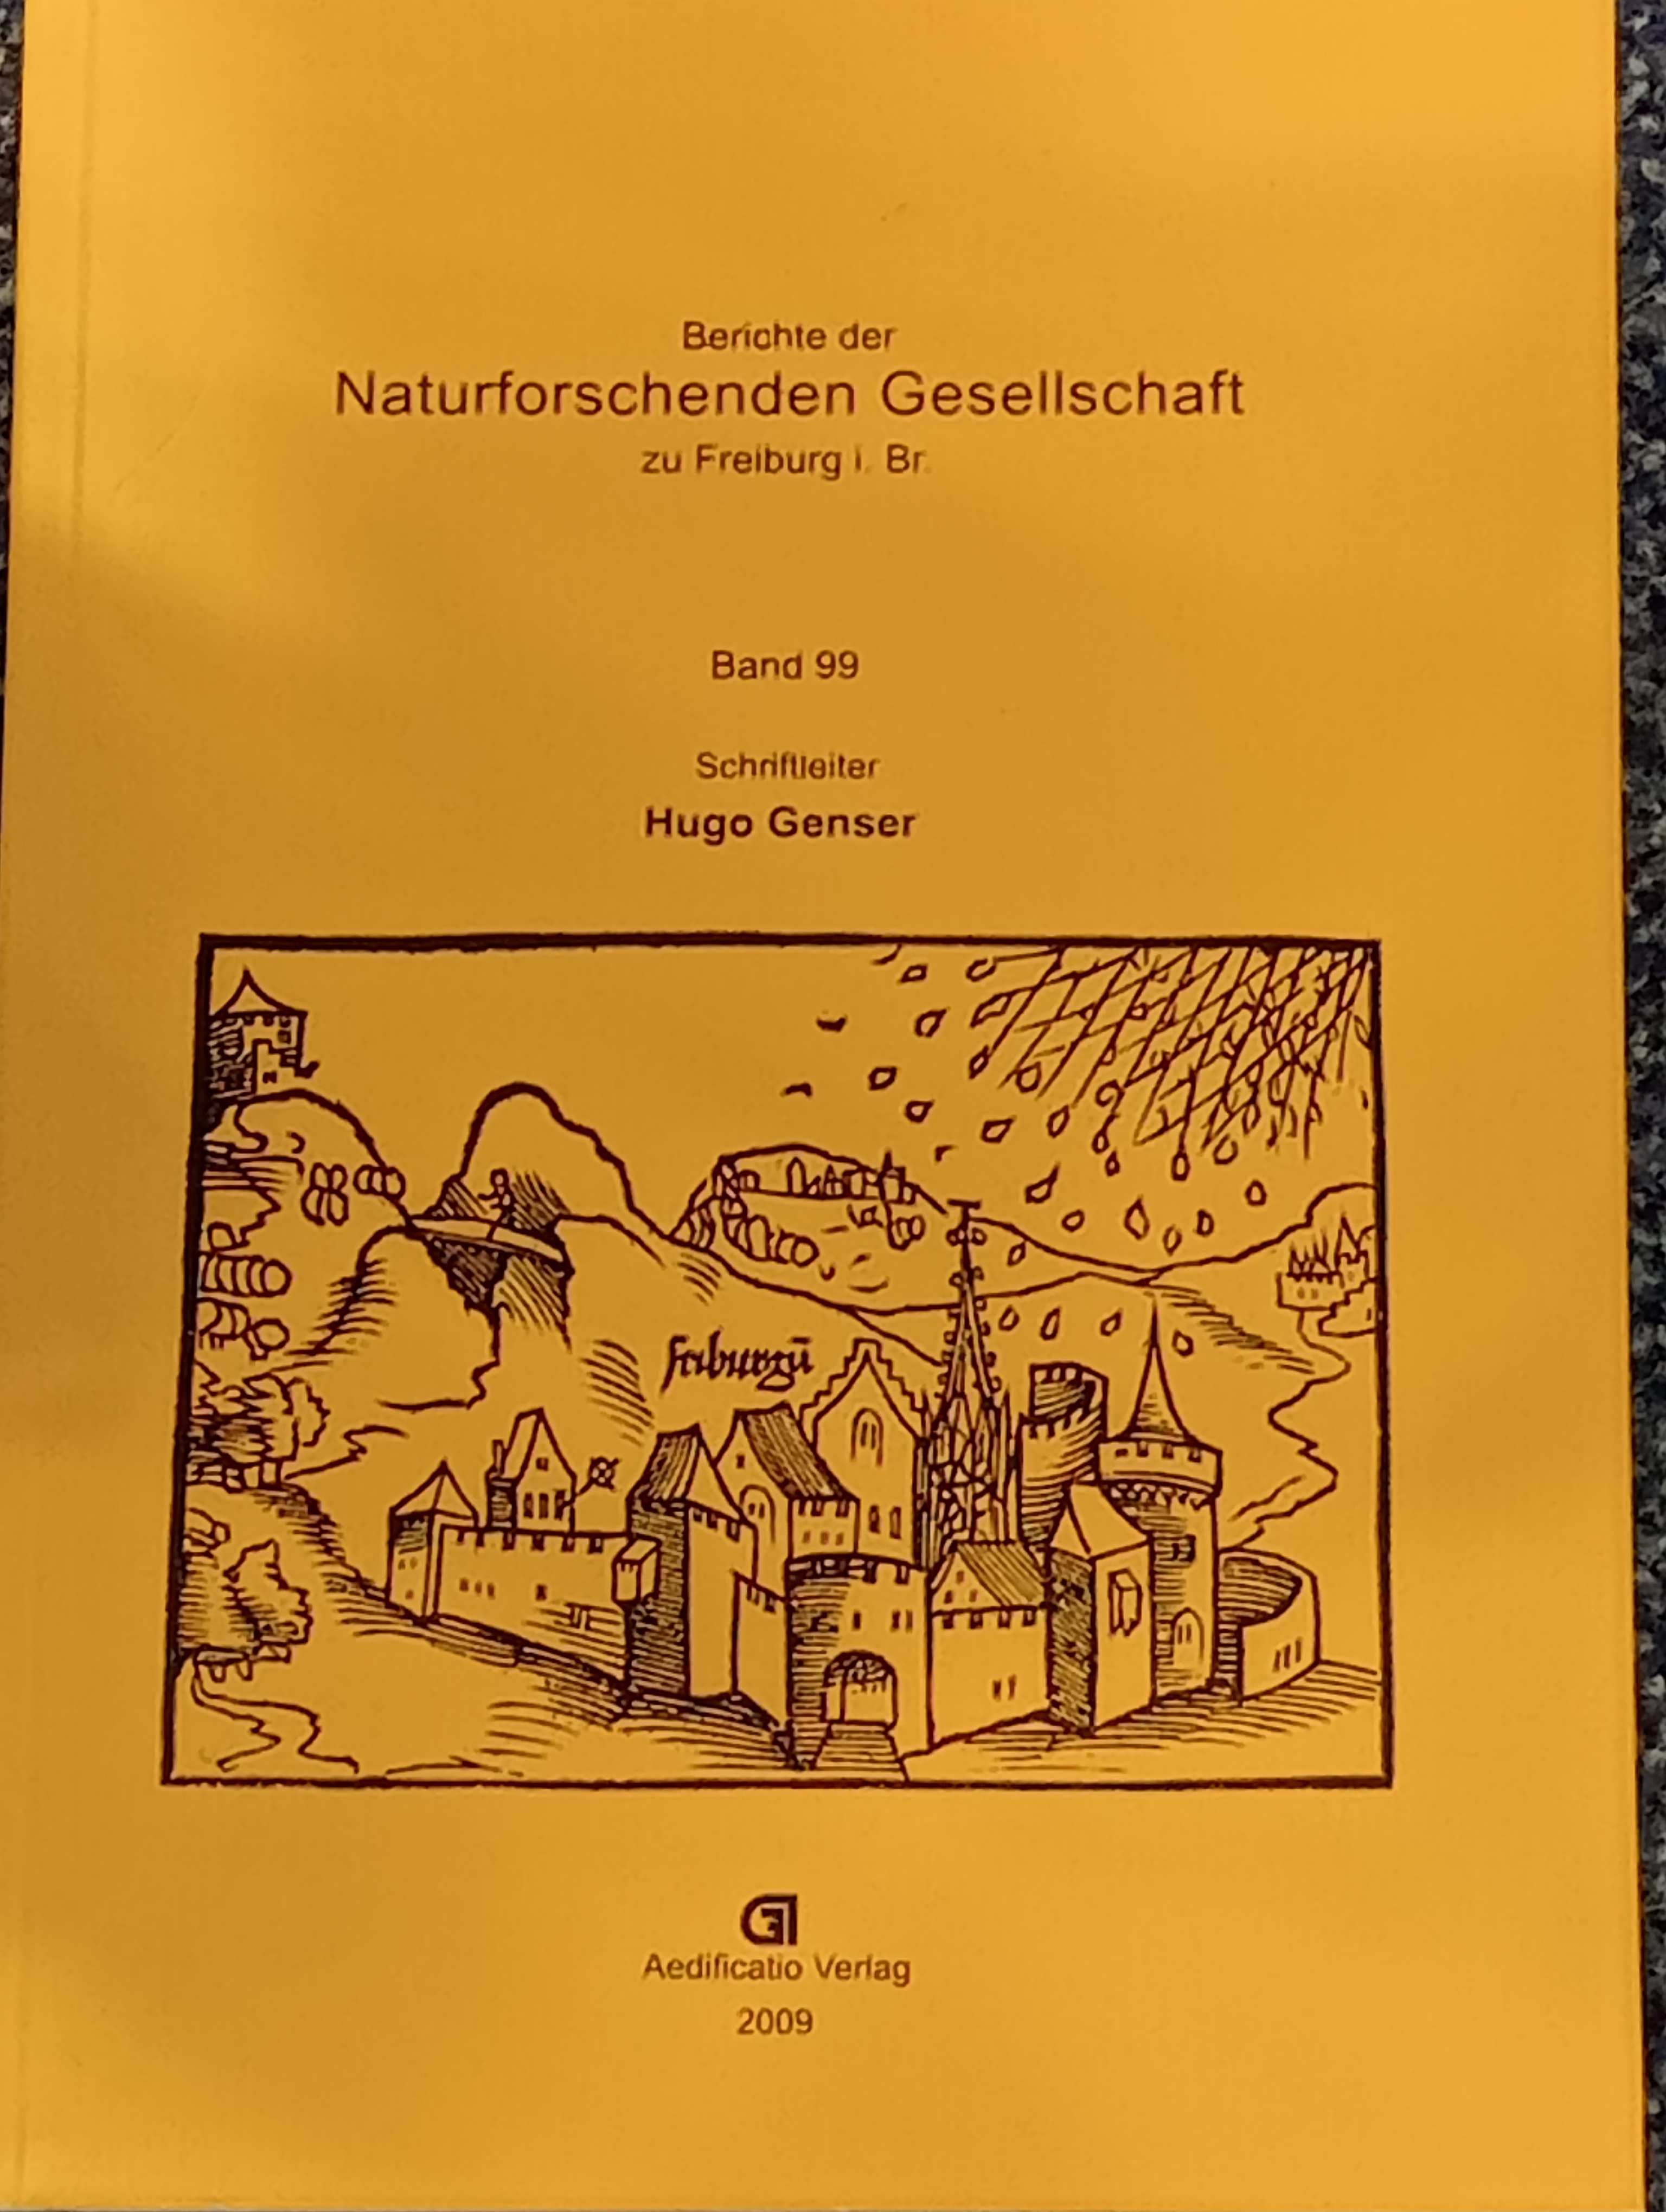 Berichte der
Naturforschenden Gesellschaft
zu Freiburg i. Br.
Band 99
Schriftleiter
Hugo Genser
friburgū
Aedificatio Verlag
2009